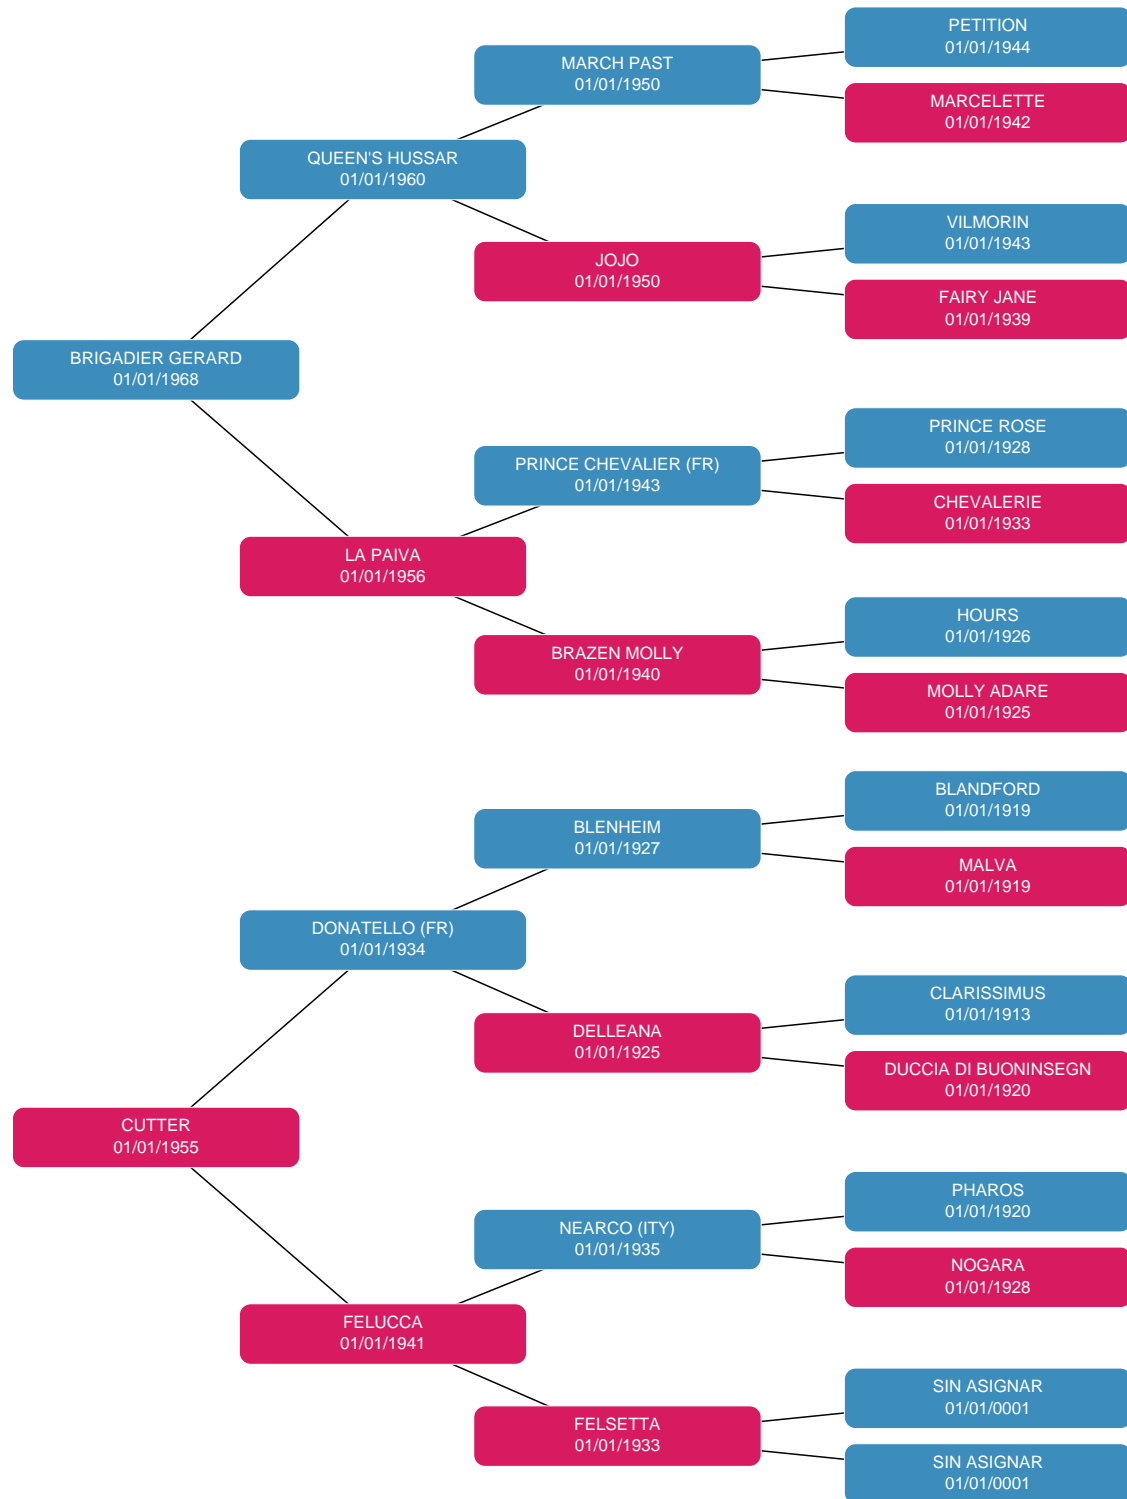 PETITION
01/01/1944
MARCH PAST
01/01/1950
MARCELETTE
01/01/1942
QUEEN'S HUSSAR
01/01/1960
VILMORIN
01/01/1943
JOJO
01/01/1950
FAIRY JANE
01/01/1939
BRIGADIER GERARD
01/01/1968
PRINCE ROSE
01/01/1928
PRINCE CHEVALIER (FR)
01/01/1943
CHEVALERIE
01/01/1933
LA PAIVA
01/01/1956
HOURS
01/01/1926
BRAZEN MOLLY
01/01/1940
MOLLY ADARE
01/01/1925
BLANDFORD
01/01/1919
BLENHEIM
01/01/1927
MALVA
01/01/1919
DONATELLO (FR)
01/01/1934
CLARISSIMUS
01/01/1913
DELLEANA
01/01/1925
DUCCIA DI BUONINSEGN
01/01/1920
CUTTER
01/01/1955
PHAROS
01/01/1920
NEARCO (ITY)
01/01/1935
NOGARA
01/01/1928
FELUCCA
01/01/1941
SIN ASIGNAR
01/01/0001
FELSETTA
01/01/1933
SIN ASIGNAR
01/01/0001